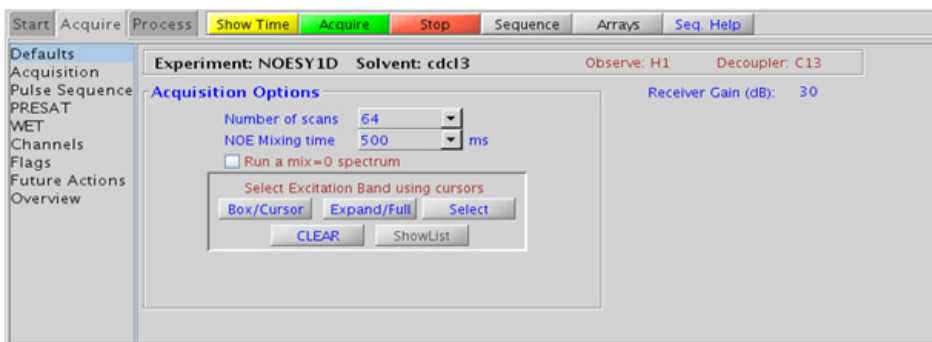 Start Acquire Process Show Time Acquire Stop Sequence Arrays Seq. Help
Defaults
Acquisition
Pulse Sequence
PRESAT
WET
Channels
Flags
Future Actions
Overview
Experiment: NOESY1D Solvent: cdcl3 Observe: H1 Decoupler: C13
Acquisition Options
Receiver Gain (dB): 30
Number of scans 64
NOE Mixing time 500 ms
Run a mix=0 spectrum
Select Excitation Band using cursors
Box/Cursor Expand/Full Select
CLEAR ShowList